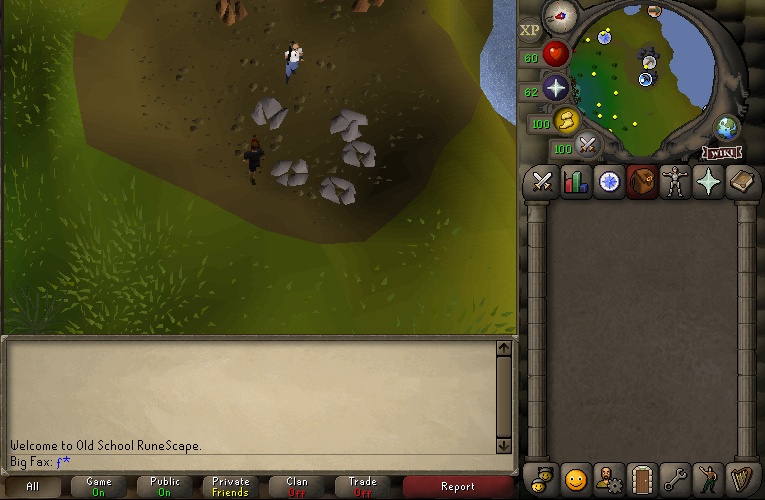 XP
60
62
100
100
WIKI
Welcome to Old School RuneScape.
Big Fax: f*
All
Game
On
Public
On
Private
Friends
Clan
Off
Trade
Off
Report